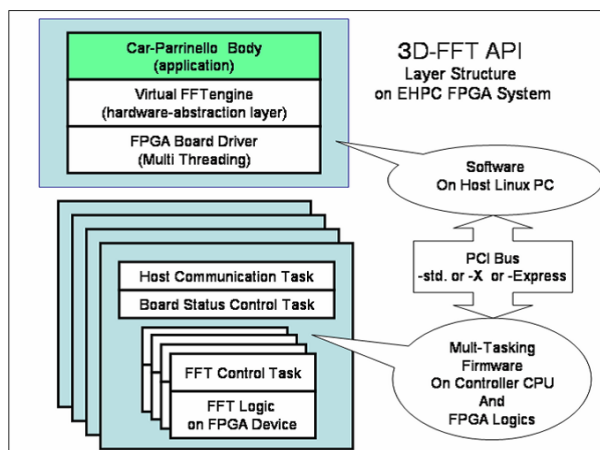 Car-Parrinello Body
(application)
Virtual FFTengine
(hardware-abstraction layer)
FPGA Board Driver
(Multi Threading)
3D-FFT API
Layer Structure
on EHPC FPGA System
Software
On Host Linux PC
PCI Bus
-std. or -X or -Express
Host Communication Task
Board Status Control Task
FFT Control Task
FFT Logic
on FPGA Device
Mult-Tasking
Firmware
On Controller CPU
And
FPGA Logics